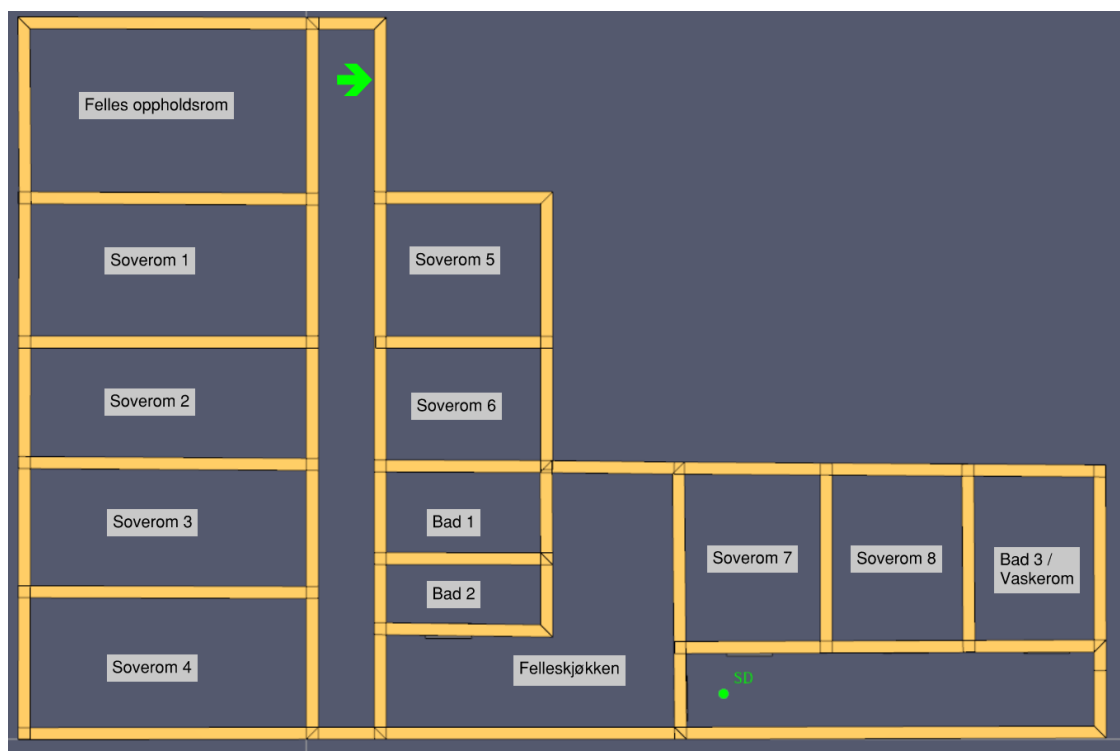 Felles oppholdsrom
Soverom 1
Soverom 5
Soverom 2
Soverom 6
Soverom 3
Bad 1
Soverom 7
Soverom 8
Bad 3 /
Vaskerom
Bad 2
Soverom 4
Felleskjøkken
SD